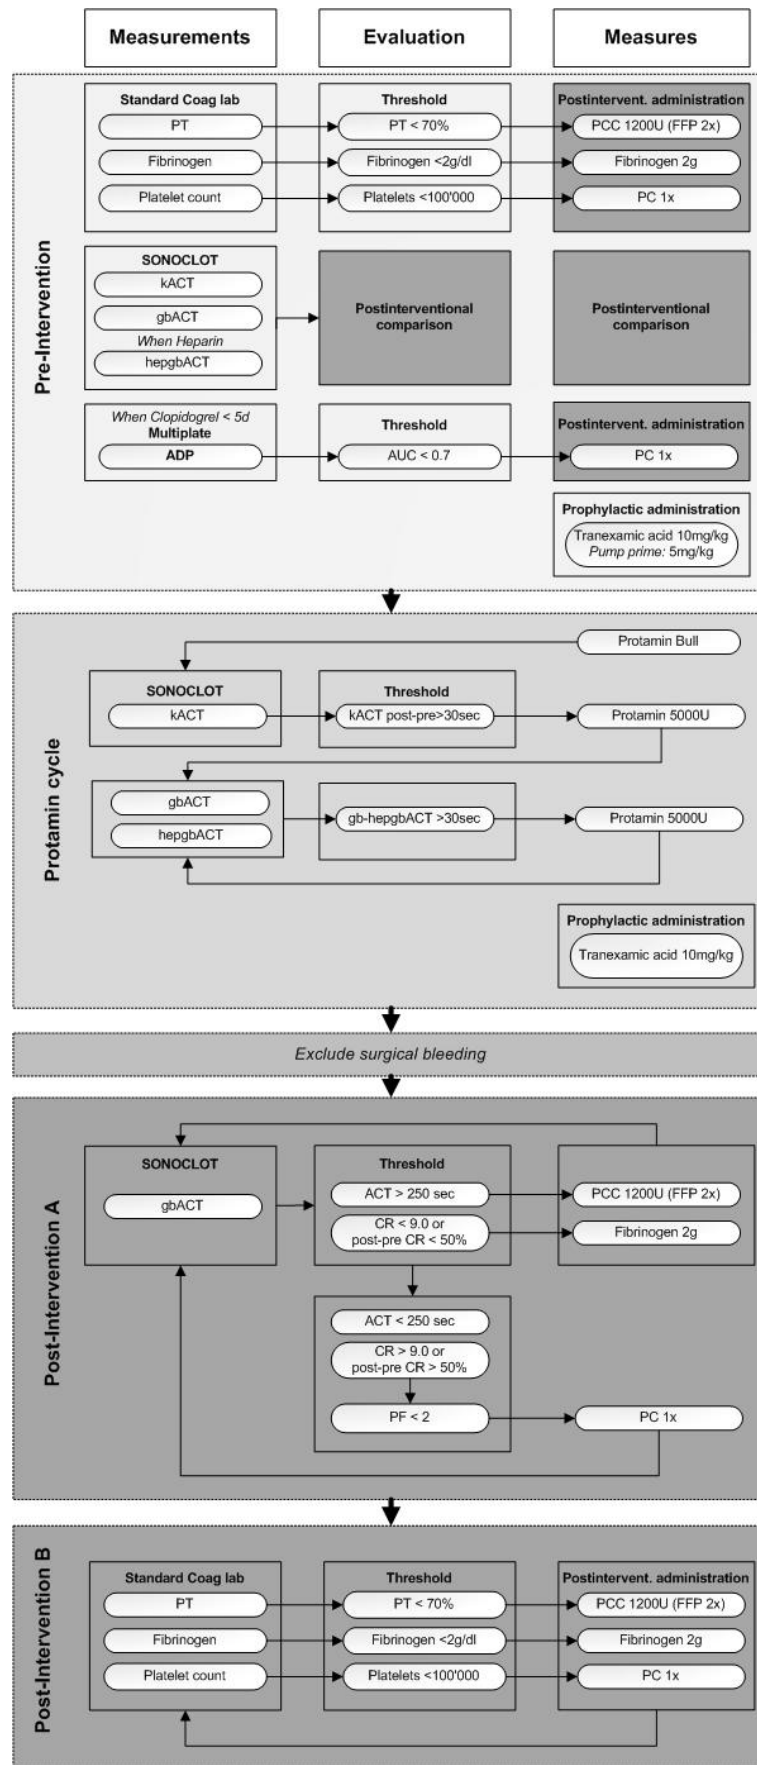 Measurements
Evaluation
Measures
Pre-Intervention
Standard Coag lab
PT
Fibrinogen
Platelet count
Threshold
PT < 70%
Fibrinogen <2g/dl
Platelets <100'000
Postintervent. administration
PCC 1200U (FFP 2x)
Fibrinogen 2g
PC 1x
SONOCLOT
kACT
gbACT
When Heparin
hepgbACT
Postinterventional
comparison
Postinterventional
comparison
When Clopidogrel < 5d
Multiplate
ADP
Threshold
AUC < 0.7
Postintervent. administration
PC 1x
Prophylactic administration
Tranexamic acid 10mg/kg
Pump prime: 5mg/kg
Protamin cycle
Protamin Bull
SONOCLOT
kACT
Threshold
kACT post-pre>30sec
Protamin 5000U
gbACT
hepgbACT
gb-hepgbACT >30sec
Protamin 5000U
Prophylactic administration
Tranexamic acid 10mg/kg
Exclude surgical bleeding
Post-Intervention A
SONOCLOT
gbACT
Threshold
ACT > 250 sec
CR < 9.0 or
post-pre CR < 50%
PCC 1200U (FFP 2x)
Fibrinogen 2g
ACT < 250 sec
CR > 9.0 or
post-pre CR > 50%
PF < 2
PC 1x
Post-Intervention B
Standard Coag lab
PT
Fibrinogen
Platelet count
Threshold
PT < 70%
Fibrinogen <2g/dl
Platelets <100'000
Postintervent. administration
PCC 1200U (FFP 2x)
Fibrinogen 2g
PC 1x